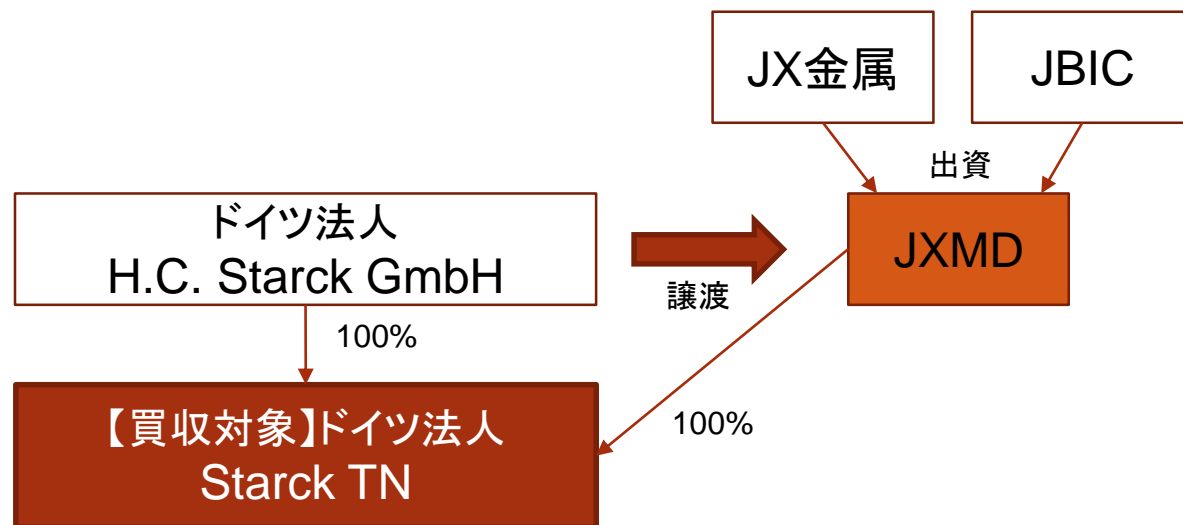 JX金属
JBIC
出資
ドイツ法人
H.C. Starck GmbH
譲渡
JXMD
100%
【買収対象】ドイツ法人
Starck TN
100%